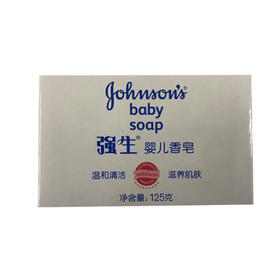 Johnson's®
baby
soap
强生® 婴儿香皂
温和清洁 滋养肌肤
净含量: 125克